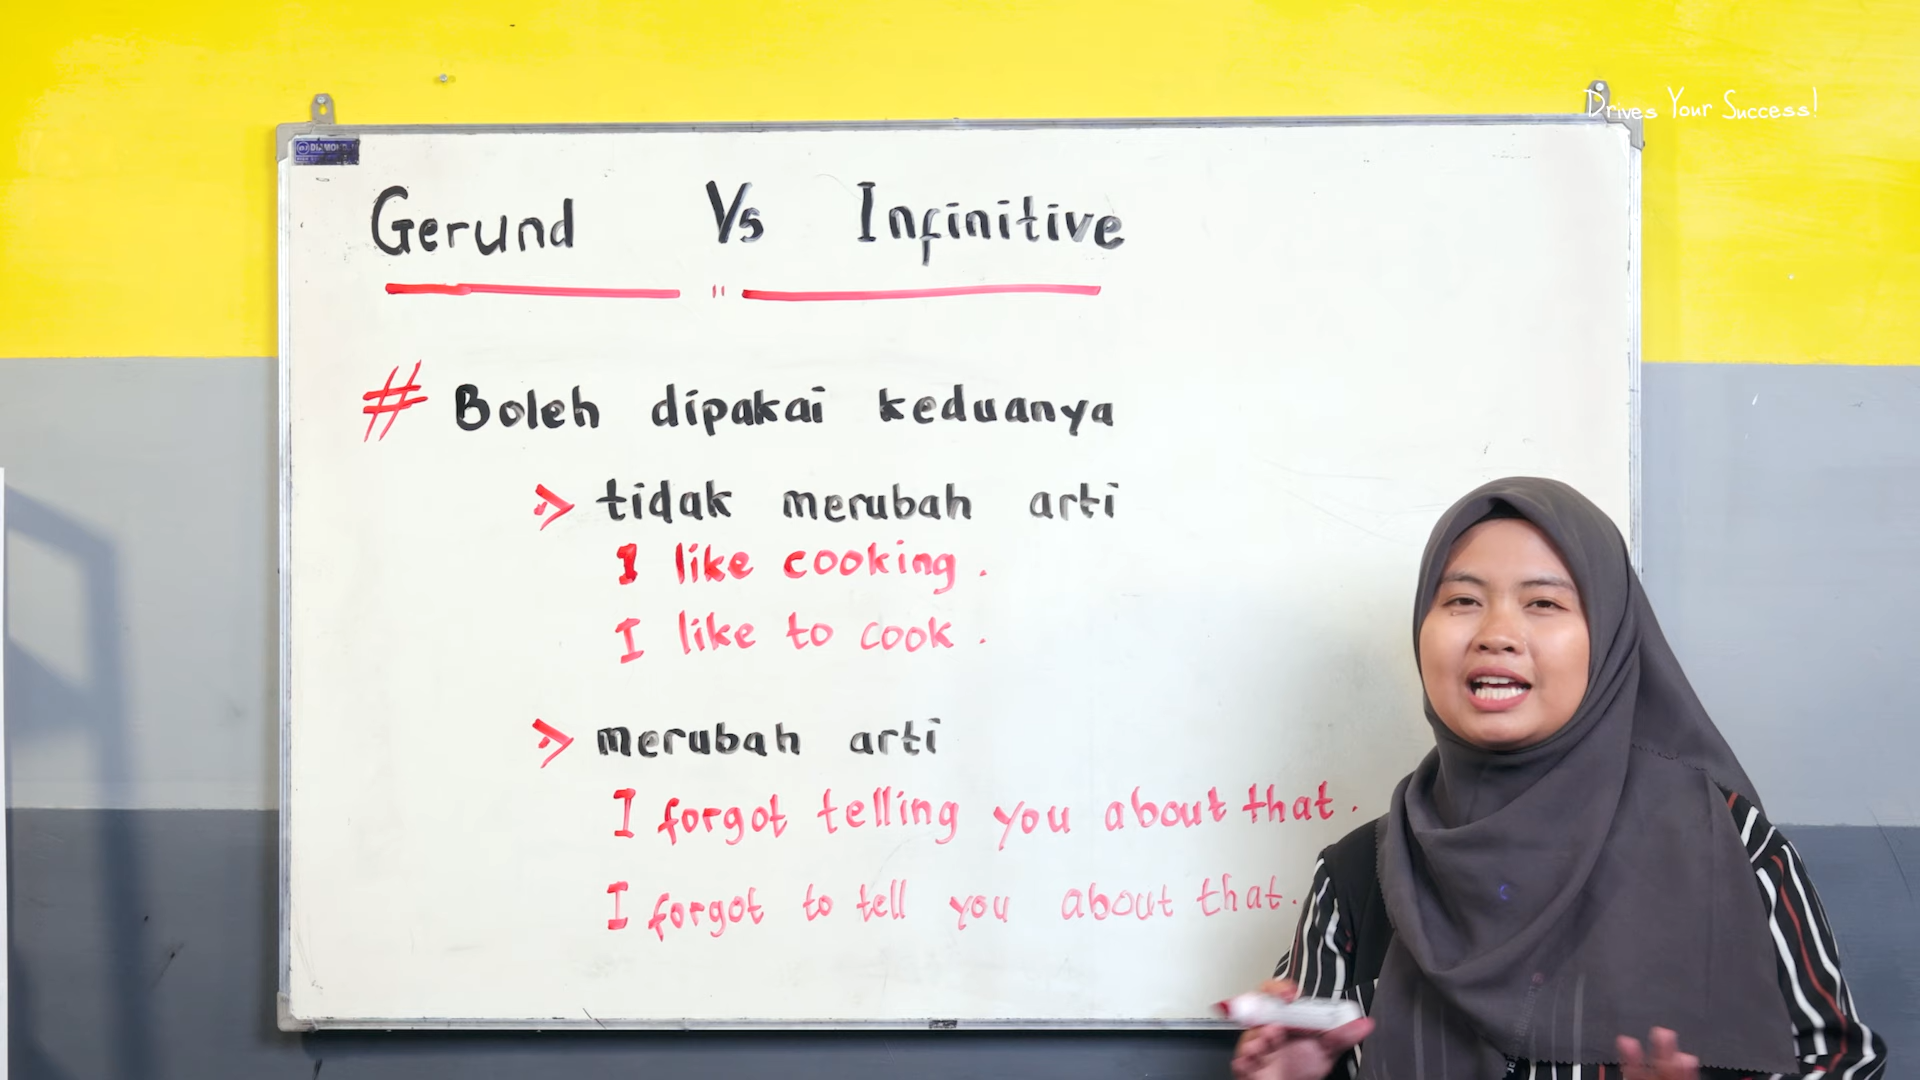 Drives Your Success!
DIAMOND
Gerund Vs Infinitive
"
# Boleh dipakai keduanya
> tidak merubah arti
I like cooking.
I like to cook.
> merubah arti
I forgot telling you about that.
I forgot to tell you about that.